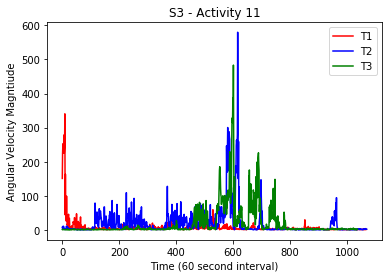 S3 - Activity 11
T1
T2
T3
600
500
400
300
200
100
0
Angular Velocity Magntiude
0
200
400
600
800
1000
Time (60 second interval)